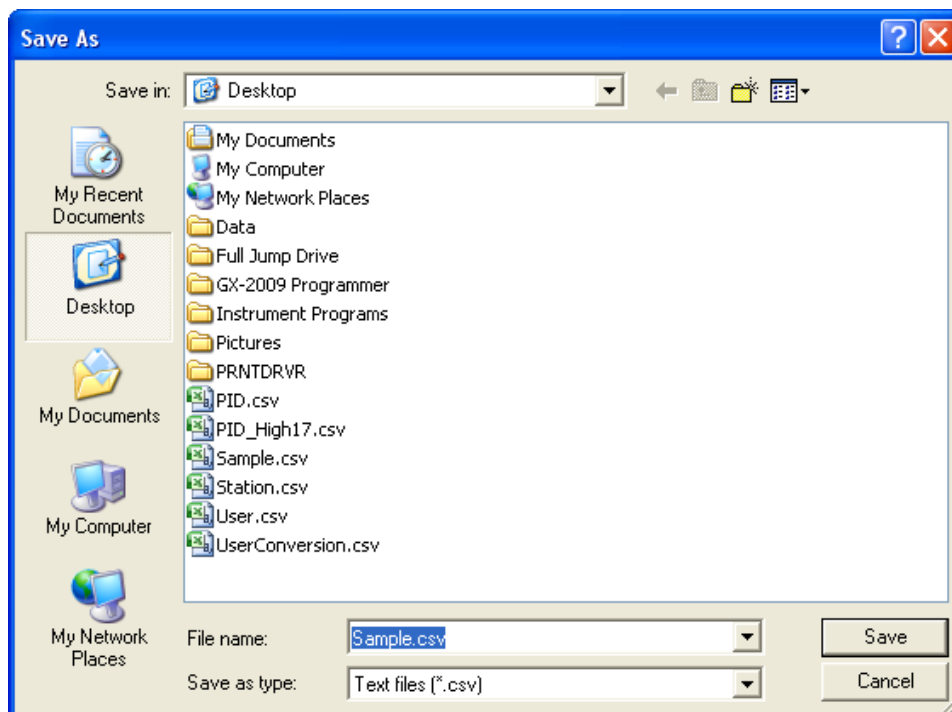 Save As
Save in: Desktop
My Recent
Documents
Desktop
My Documents
My Computer
My Network
Places
My Documents
My Computer
My Network Places
Data
Full Jump Drive
GX-2009 Programmer
Instrument Programs
Pictures
PRNTDRVR
PID.csv
PID_High17.csv
Sample.csv
Station.csv
User.csv
UserConversion.csv
File name: Sample.csv Save
Save as type: Text files (*.csv) Cancel